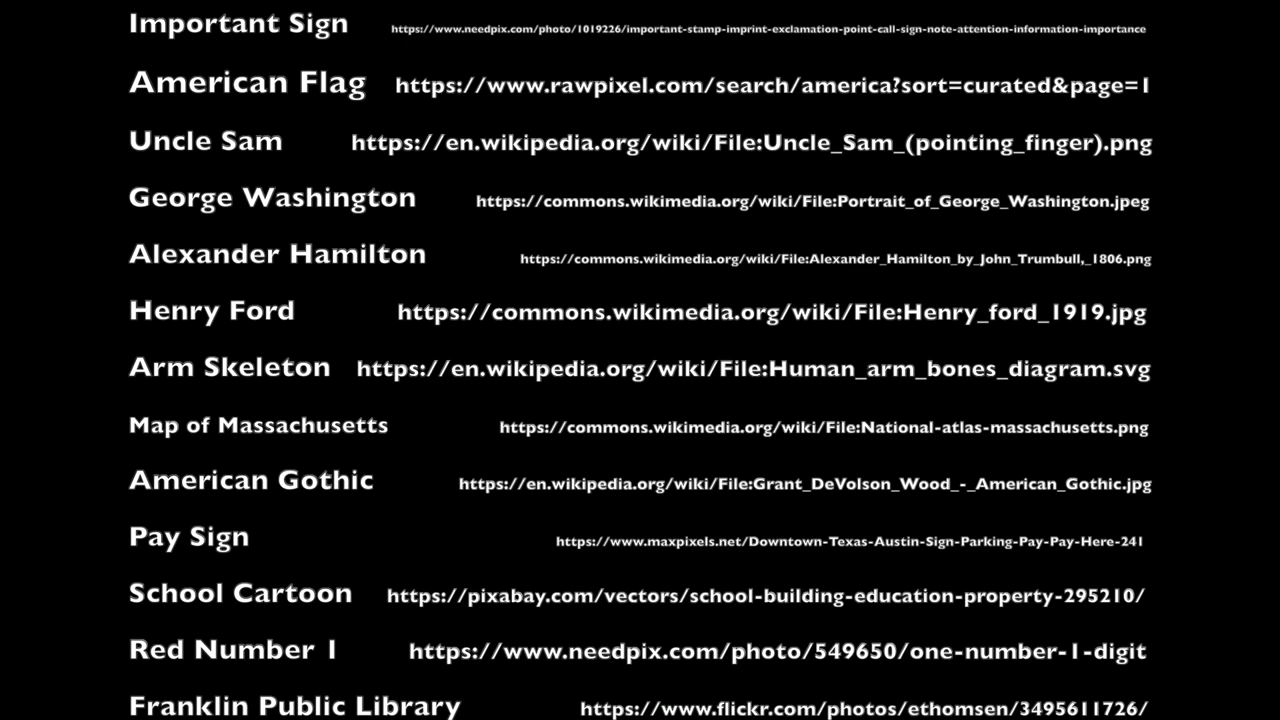 Important Sign https://www.needpix.com/photo/1019226/important-stamp-imprint-exclamation-point-call-sign-note-attention-information-importance
American Flag https://www.rawpixel.com/search/america?sort=curated&page=1
Uncle Sam https://en.wikipedia.org/wiki/File:Uncle_Sam_(pointing_finger).png
George Washington https://commons.wikimedia.org/wiki/File:Portrait_of_George_Washington.jpeg
Alexander Hamilton https://commons.wikimedia.org/wiki/File:Alexander_Hamilton_by_John_Trumbull,_1806.png
Henry Ford https://commons.wikimedia.org/wiki/File:Henry_ford_1919.jpg
Arm Skeleton https://en.wikipedia.org/wiki/File:Human_arm_bones_diagram.svg
Map of Massachusetts https://commons.wikimedia.org/wiki/File:National-atlas-massachusetts.png
American Gothic https://en.wikipedia.org/wiki/File:Grant_DeVolson_Wood_-_American_Gothic.jpg
Pay Sign https://www.maxpixels.net/Downtown-Texas-Austin-Sign-Parking-Pay-Pay-Here-241
School Cartoon https://pixabay.com/vectors/school-building-education-property-295210/
Red Number 1 https://www.needpix.com/photo/549650/one-number-1-digit
Franklin Public Library https://www.flickr.com/photos/ethomsen/3495611726/